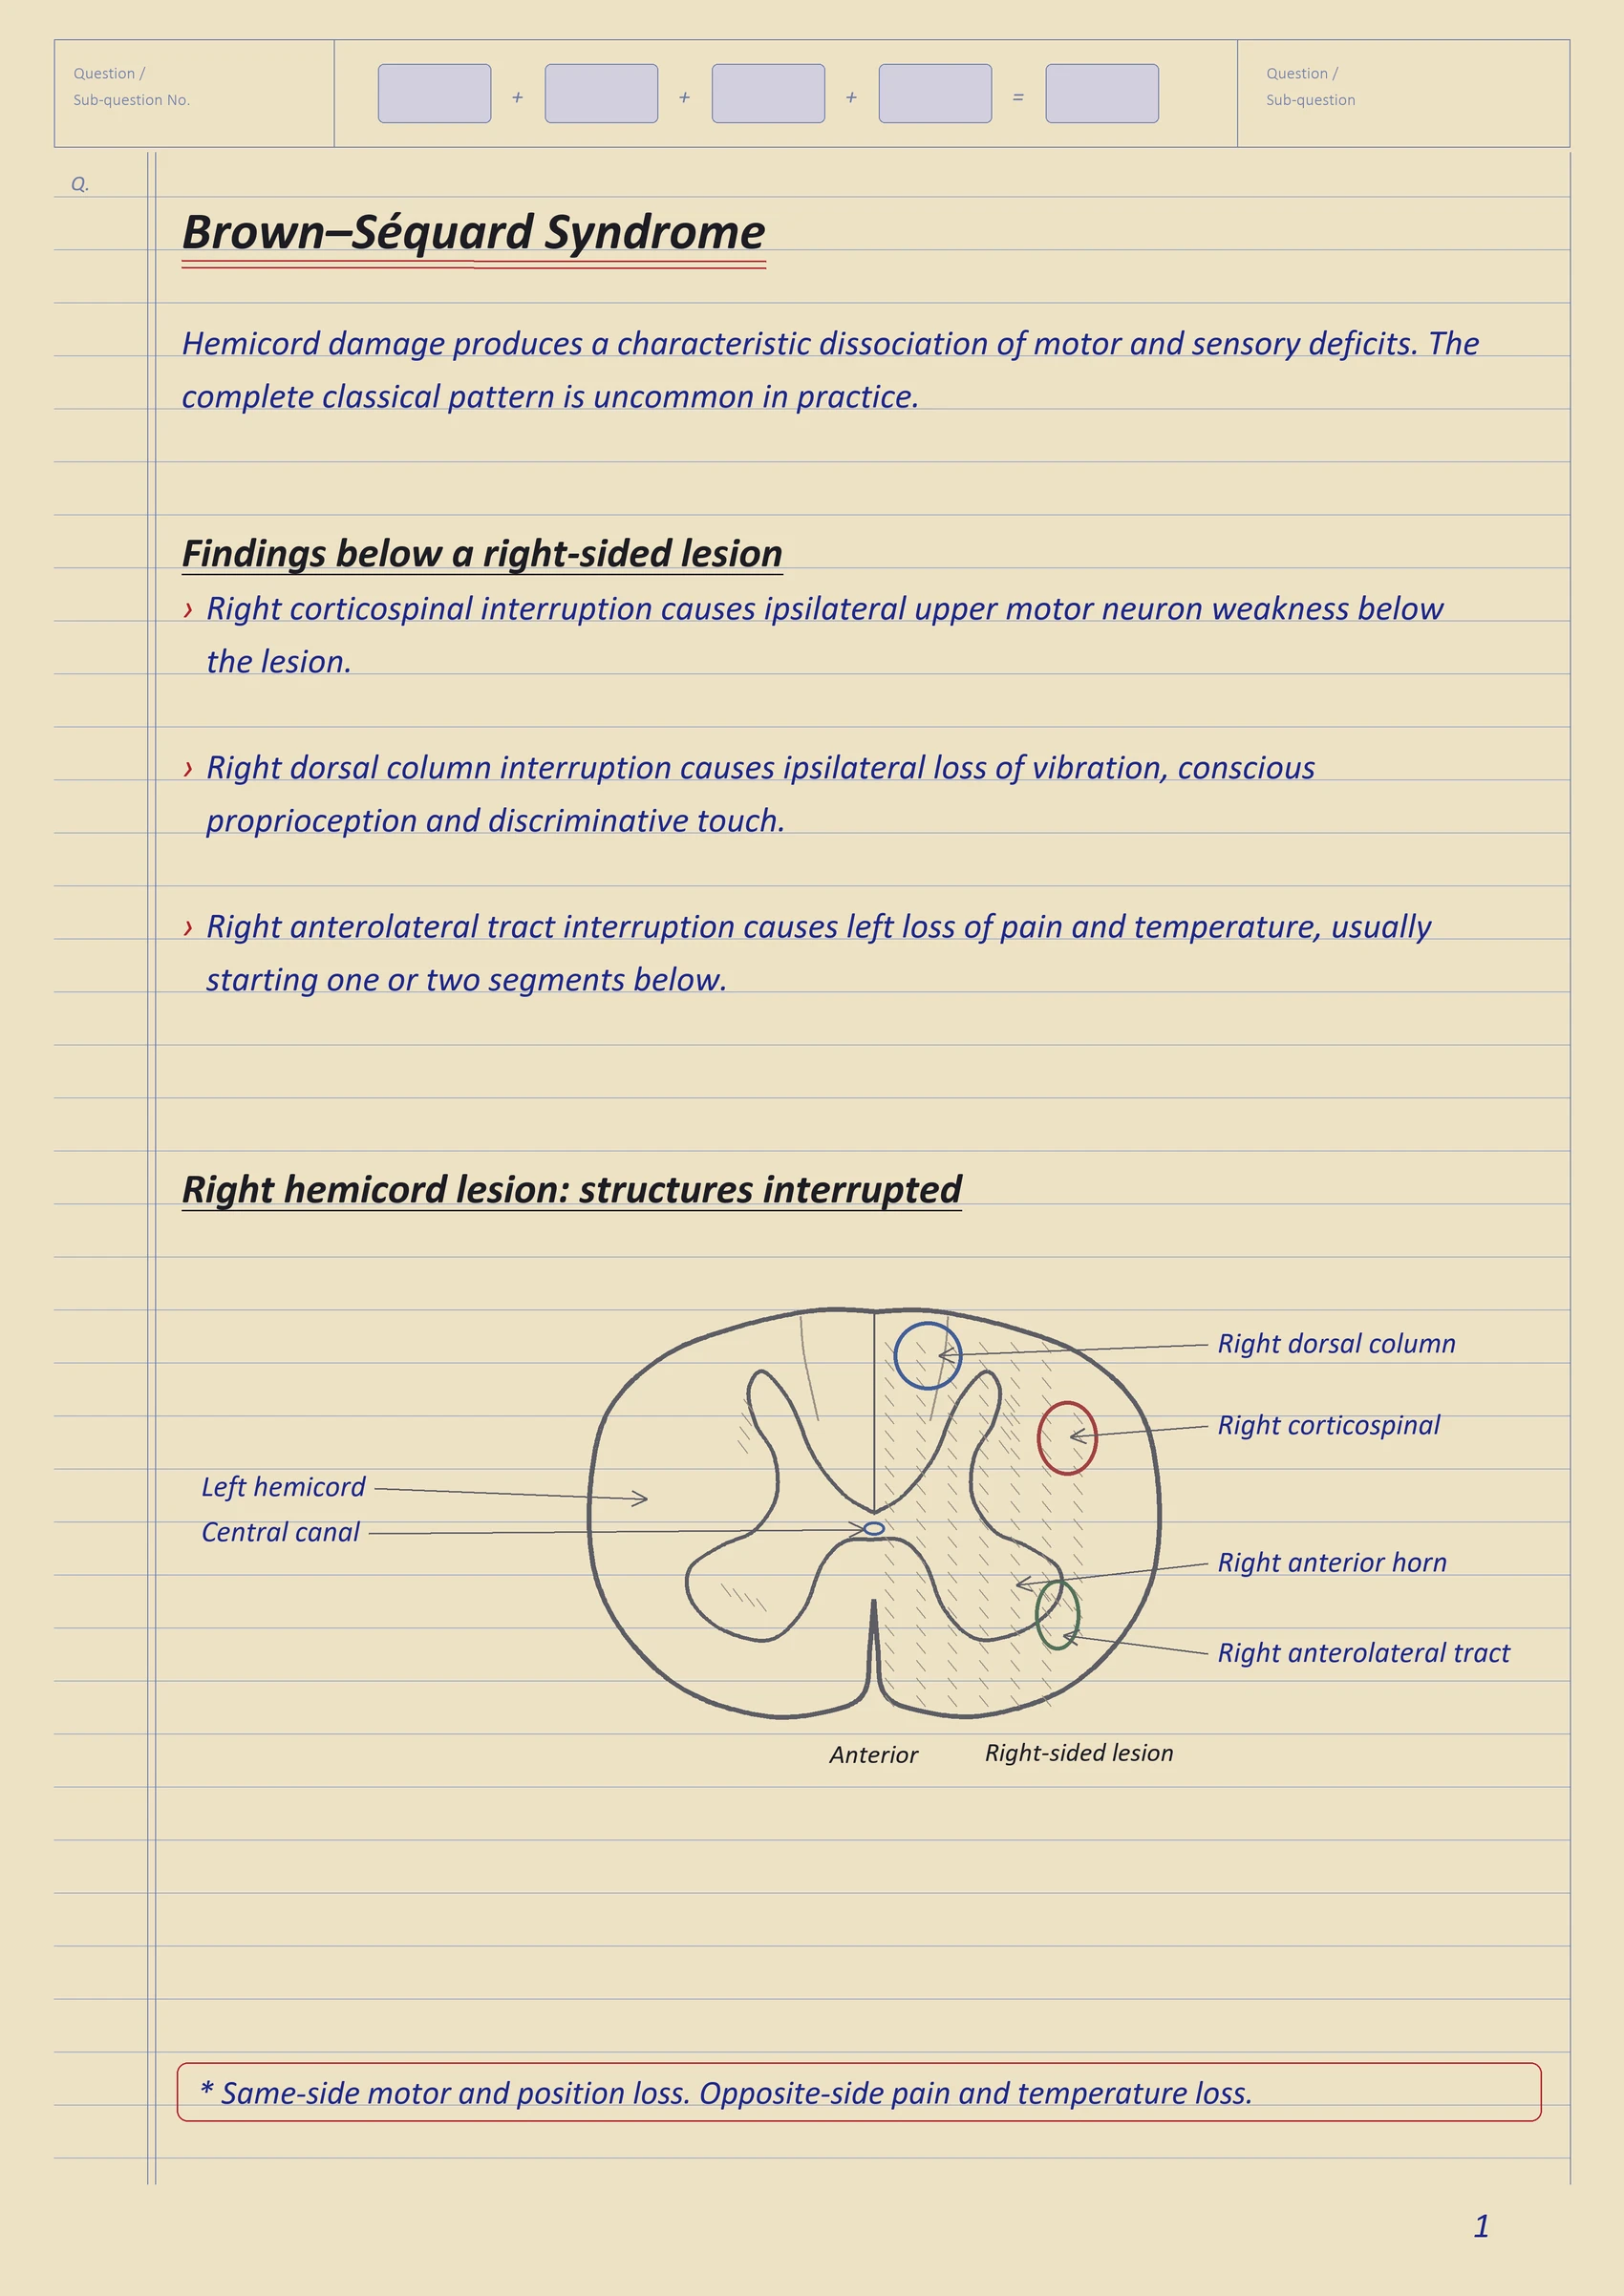 Question /
Sub-question No.
+ + + =
Question /
Sub-question
Q.
Brown–Séquard Syndrome
Hemicord damage produces a characteristic dissociation of motor and sensory deficits. The
complete classical pattern is uncommon in practice.
Findings below a right-sided lesion
› Right corticospinal interruption causes ipsilateral upper motor neuron weakness below
the lesion.
› Right dorsal column interruption causes ipsilateral loss of vibration, conscious
proprioception and discriminative touch.
› Right anterolateral tract interruption causes left loss of pain and temperature, usually
starting one or two segments below.
Right hemicord lesion: structures interrupted
Right dorsal column
Right corticospinal
Left hemicord
Central canal
Right anterior horn
Right anterolateral tract
Anterior
Right-sided lesion
* Same-side motor and position loss. Opposite-side pain and temperature loss.
1